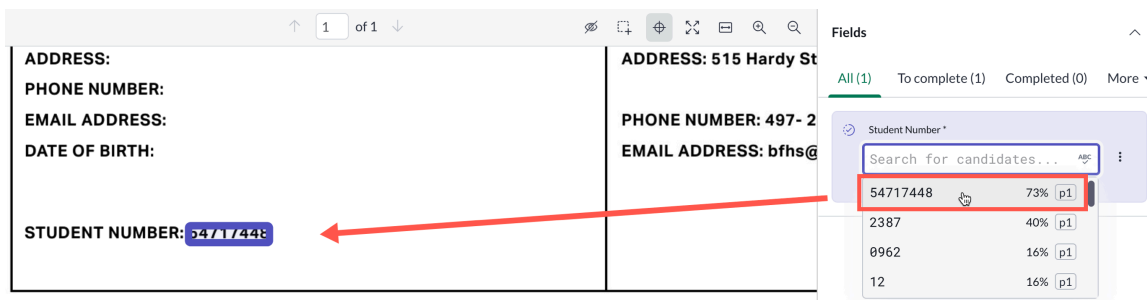 1 of 1
ADDRESS:
PHONE NUMBER:
EMAIL ADDRESS:
DATE OF BIRTH:
STUDENT NUMBER: 54717448
ADDRESS: 515 Hardy St
PHONE NUMBER: 497- 2
EMAIL ADDRESS: bfhs@
Fields
All (1) To complete (1) Completed (0) More
Student Number *
Search for candidates... ABC
54717448 73% p1
2387 40% p1
0962 16% p1
12 16% p1